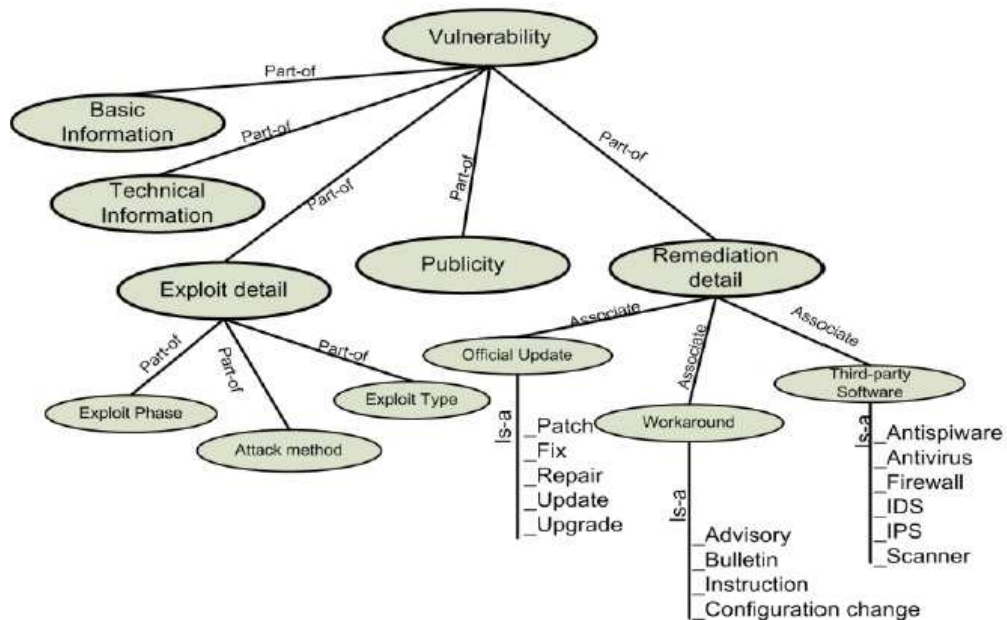 Vulnerability
Part-of
Basic
Information
Part-of
Technical
Information
Part-of
Part-of
Part-of
Exploit detail
Publicity
Remediation
detail
Part-of
Part-of
Part-of
Exploit Phase
Attack method
Exploit Type
Associate
Associate
Associate
Official Update
Workaround
Third-party
Software
Is-a
_Patch
_Fix
_Repair
_Update
_Upgrade
Is-a
_Advisory
_Bulletin
_Instruction
_Configuration change
Is-a
_Antispiware
_Antivirus
_Firewall
_IDS
_IPS
_Scanner